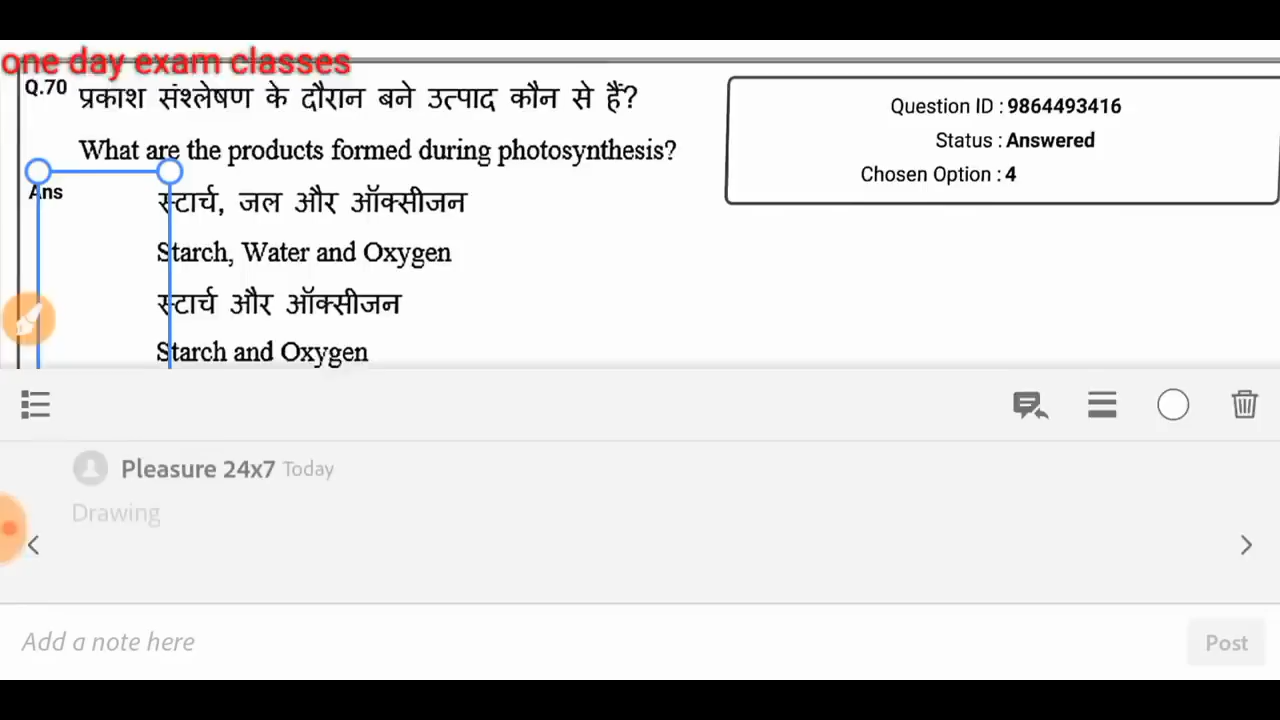 one day exam classes
Q.70 प्रकाश संश्लेषण के दौरान बने उत्पाद कौन से हैं?
What are the products formed during photosynthesis?
Question ID : 9864493416
Status : Answered
Chosen Option : 4
Ans
स्टार्च, जल और ऑक्सीजन
Starch, Water and Oxygen
स्टार्च और ऑक्सीजन
Starch and Oxygen
Pleasure 24x7 Today
Drawing
Add a note here
Post